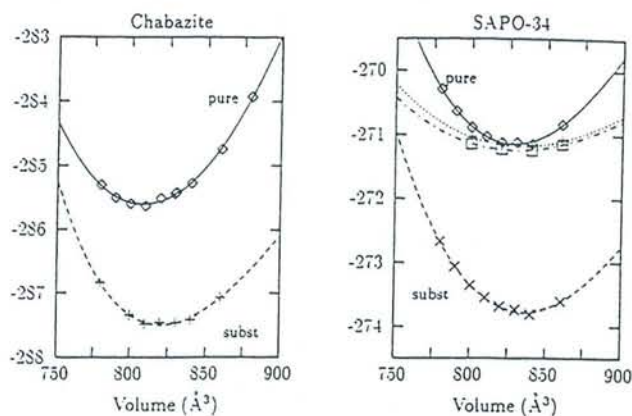 Chabazite
-283
-284
-285
-286
-287
-288
pure
subst
750
800
850
900
Volume (Å³)
SAPO-34
-270
-271
-272
-273
-274
pure
subst
750
800
850
900
Volume (Å³)